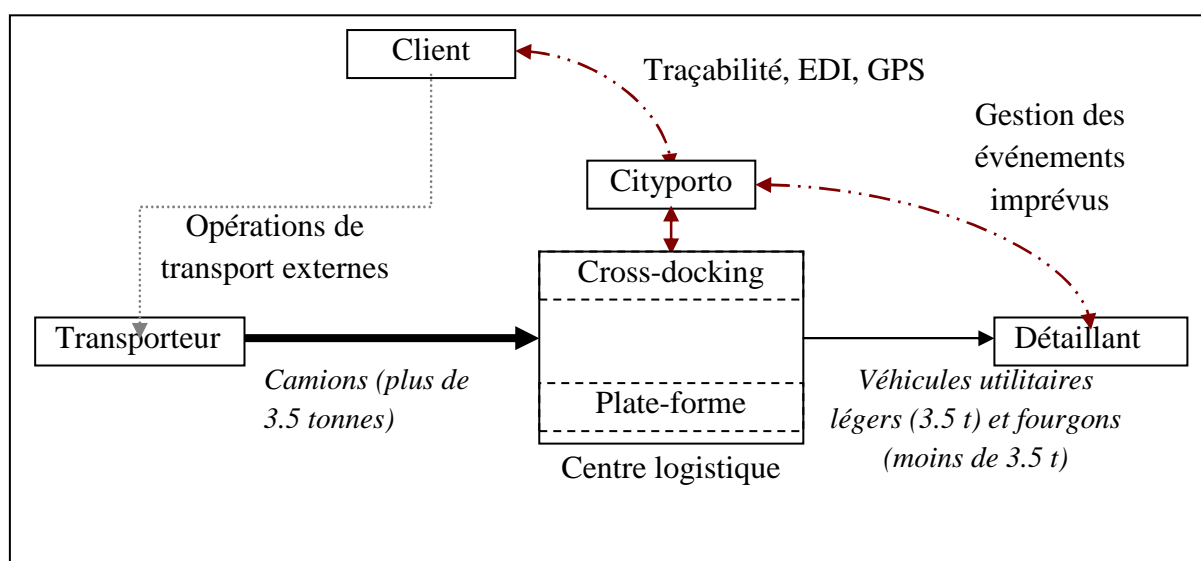 Client
Traçabilité, EDI, GPS
Gestion des
événements
imprévus
Cityporto
Opérations de
transport externes
Cross-docking
Transporteur
Détaillant
Camions (plus de
3.5 tonnes)
Plate-forme
Véhicules utilitaires
légers (3.5 t) et fourgons
(moins de 3.5 t)
Centre logistique